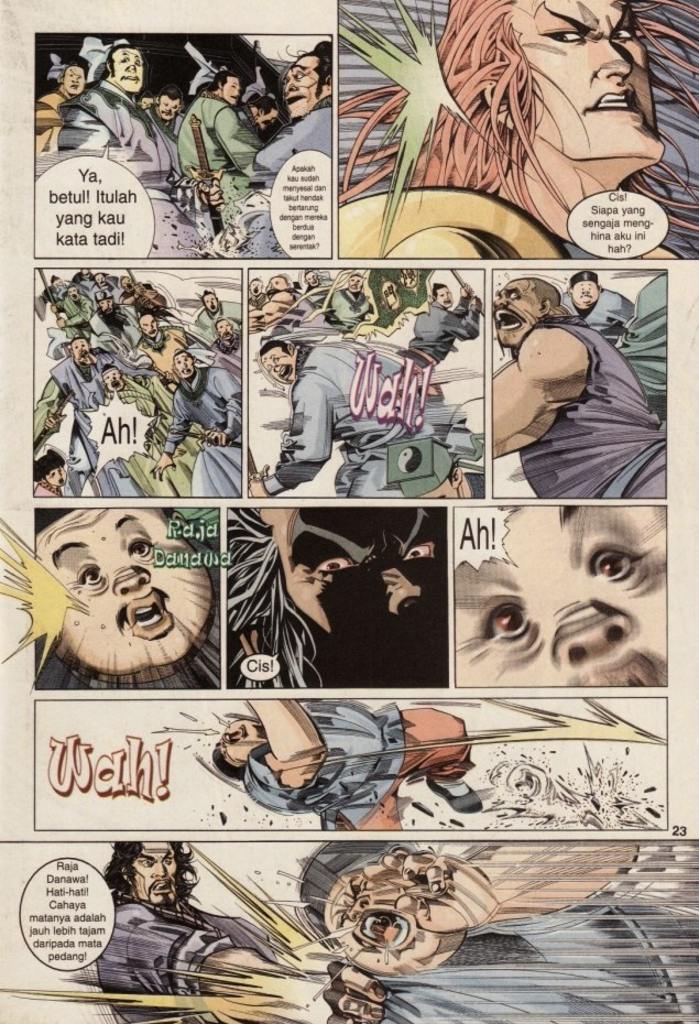 Ya,
betul! Itulah
yang kau
kata tadi!
Apakah
kau sudah
menyesal dan
takut hendak
bertarung
dengan mereka
berdua
dengan
serentak?
Cis!
Siapa yang
sengaja meng-
hina aku ini
hah?
Ah!
Wah!
Raja
Danawa
Cis!
Ah!
Wah!
23
Raja
Danawa!
Hati-hati!
Cahaya
matanya adalah
jauh lebih tajam
daripada mata
pedang!